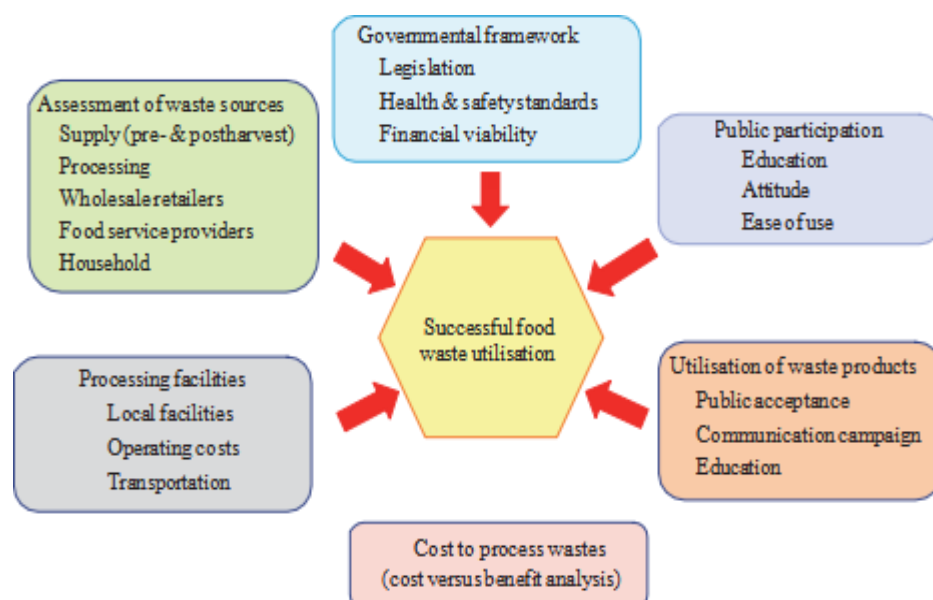 Governmental framework
Legislation
Health & safety standards
Financial viability
Assessment of waste sources
Supply (pre- & postharvest)
Processing
Wholesale retailers
Food service providers
Household
Public participation
Education
Attitude
Ease of use
Successful food
waste utilisation
Processing facilities
Local facilities
Operating costs
Transportation
Utilisation of waste products
Public acceptance
Communication campaign
Education
Cost to process wastes
(cost versus benefit analysis)